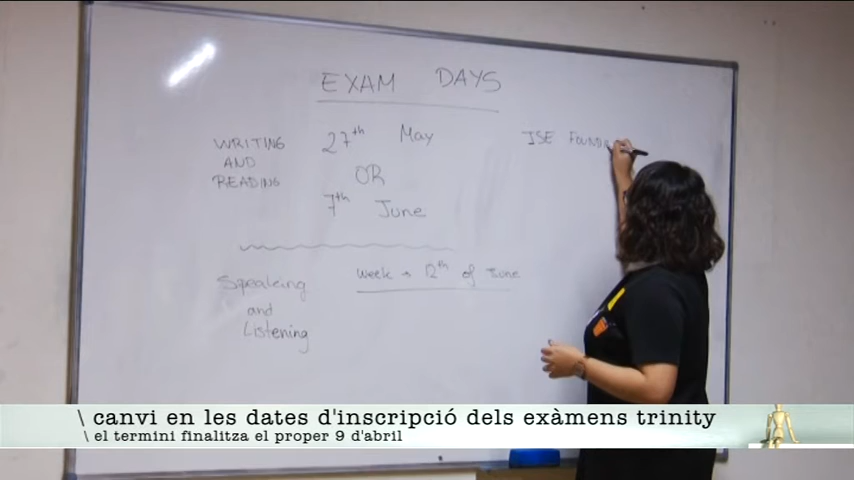 EXAM DAYS
WRITING AND READING
27th May
OR
7th June
ISE
Speaking and Listening
week → 12th of June
\ canvi en les dates d'inscripció dels exàmens trinity
\ el termini finalitza el proper 9 d'abril